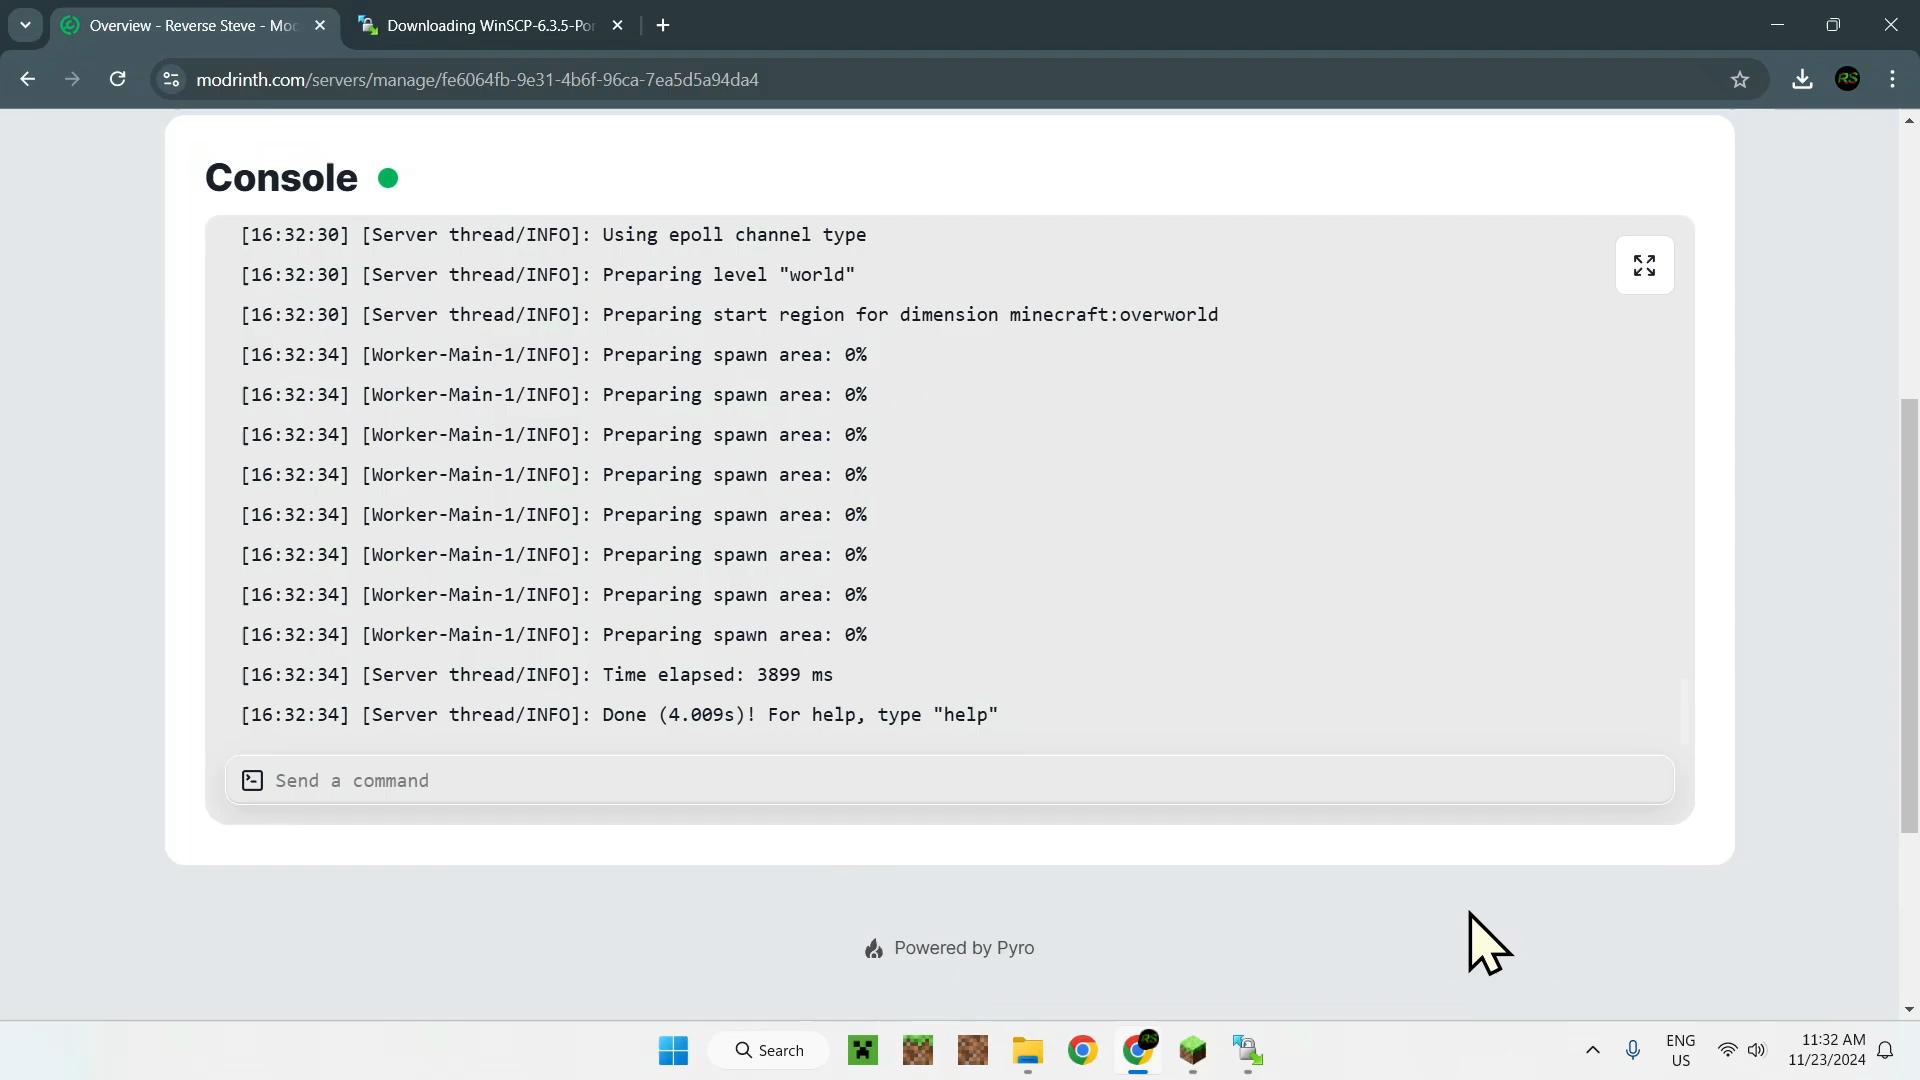 Overview - Reverse Steve - Mo
Downloading WinSCP-6.3.5-Por
modrinth.com/servers/manage/fe6064fb-9e31-4b6f-96ca-7ea5d5a94da4
RS
Console
[16:32:30] [Server thread/INFO]: Using epoll channel type
[16:32:30] [Server thread/INFO]: Preparing level "world"
[16:32:30] [Server thread/INFO]: Preparing start region for dimension minecraft:overworld
[16:32:34] [Worker-Main-1/INFO]: Preparing spawn area: 0%
[16:32:34] [Worker-Main-1/INFO]: Preparing spawn area: 0%
[16:32:34] [Worker-Main-1/INFO]: Preparing spawn area: 0%
[16:32:34] [Worker-Main-1/INFO]: Preparing spawn area: 0%
[16:32:34] [Worker-Main-1/INFO]: Preparing spawn area: 0%
[16:32:34] [Worker-Main-1/INFO]: Preparing spawn area: 0%
[16:32:34] [Worker-Main-1/INFO]: Preparing spawn area: 0%
[16:32:34] [Worker-Main-1/INFO]: Preparing spawn area: 0%
[16:32:34] [Server thread/INFO]: Time elapsed: 3899 ms
[16:32:34] [Server thread/INFO]: Done (4.009s)! For help, type "help"
Send a command
Powered by Pyro
Search
RS
ENG
US
11:32 AM
11/23/2024